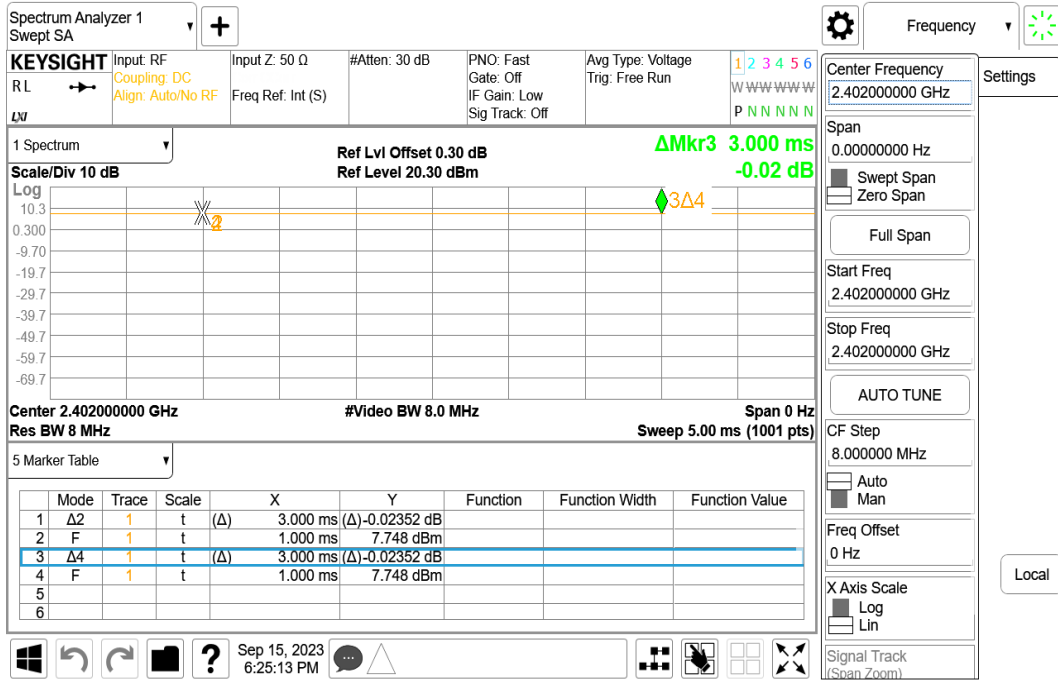 Spectrum Analyzer 1
Swept SA
Frequency
KEYSIGHT
R L
LXI
Input: RF
Coupling: DC
Align: Auto/No RF
Input Z: 50 Ω
Freq Ref: Int (S)
#Atten: 30 dB
PNO: Fast
Gate: Off
IF Gain: Low
Sig Track: Off
Avg Type: Voltage
Trig: Free Run
1 2 3 4 5 6
W W W W W W
P N N N N N
1 Spectrum
Scale/Div 10 dB
Ref Lvl Offset 0.30 dB
Ref Level 20.30 dBm
ΔMkr3 3.000 ms
-0.02 dB
Log
10.3
0.300
-9.70
-19.7
-29.7
-39.7
-49.7
-59.7
-69.7
3Δ4
Center 2.402000000 GHz
#Video BW 8.0 MHz
Span 0 Hz
Res BW 8 MHz
Sweep 5.00 ms (1001 pts)
5 Marker Table
Mode Trace Scale X Y Function Function Width Function Value
1 Δ2 1 t (Δ) 3.000 ms (Δ) -0.02352 dB
2 F 1 t 1.000 ms 7.748 dBm
3 Δ4 1 t (Δ) 3.000 ms (Δ) -0.02352 dB
4 F 1 t 1.000 ms 7.748 dBm
5
6
Sep 15, 2023
6:25:13 PM
Center Frequency
2.402000000 GHz
Settings
Span
0.00000000 Hz
Swept Span
Zero Span
Full Span
Start Freq
2.402000000 GHz
Stop Freq
2.402000000 GHz
AUTO TUNE
CF Step
8.000000 MHz
Auto
Man
Freq Offset
0 Hz
Local
X Axis Scale
Log
Lin
Signal Track
(Span Zoom)